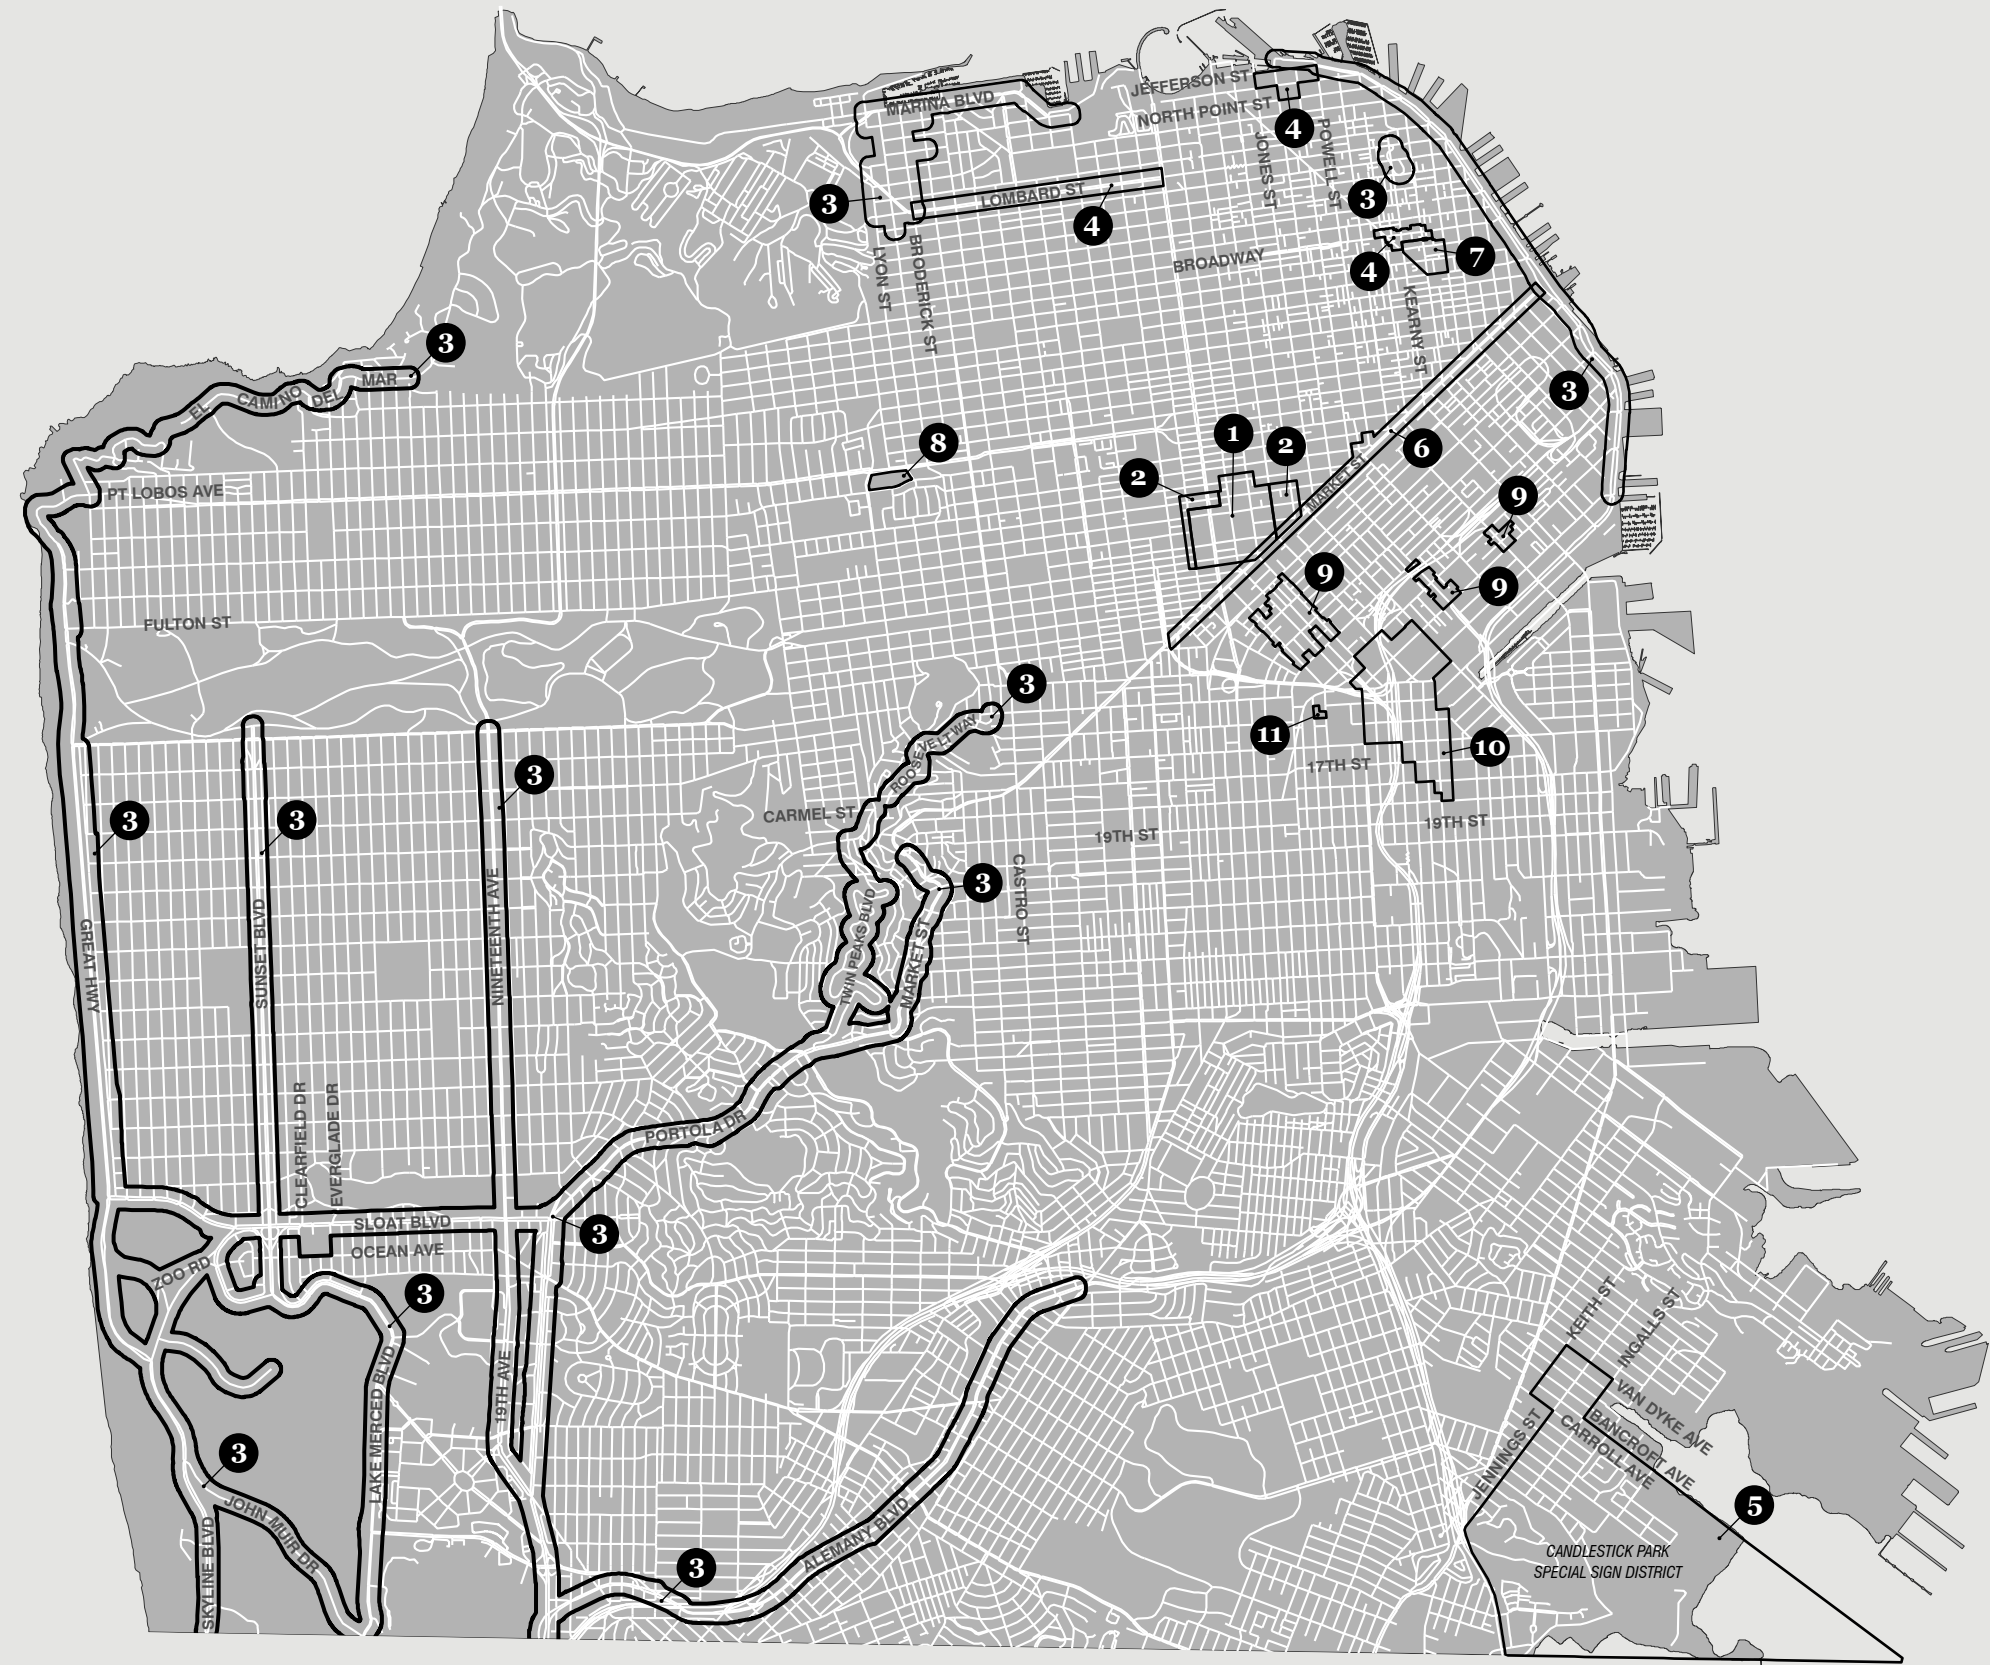 JEFFERSON ST
MARINA BLVD
NORTH POINT ST
4
POWELL ST
JONES ST
3
LOMBARD ST
3
4
BROADWAY
7
4
LYON ST
BRODERICK ST
KEARNY ST
3
EL CAMINO DEL MAR
3
8
1
2
6
2
MARKET ST
PT LOBOS AVE
9
9
9
FULTON ST
3
ROOSEVELT WAY
11
10
17TH ST
3
3
3
CARMEL ST
19TH ST
19TH ST
3
CASTRO ST
TWIN PEAKS BLVD
MARKET ST
GREAT HWY
SUNSET BLVD
NINETEENTH AVE
CLEARFIELD DR
EVERGLADE DR
PORTOLA DR
SLOAT BLVD
3
OCEAN AVE
ZOO RD
3
KEITH ST
INGALLS ST
19TH AVE
LAKE MERCED BLVD
VAN DYKE AVE
BANCROFT AVE
CARROLL AVE
JENNINGS ST
3
JOHN MUIR DR
SKYLINE BLVD
5
ALEMANY BLVD
3
CANDLESTICK PARK
SPECIAL SIGN DISTRICT